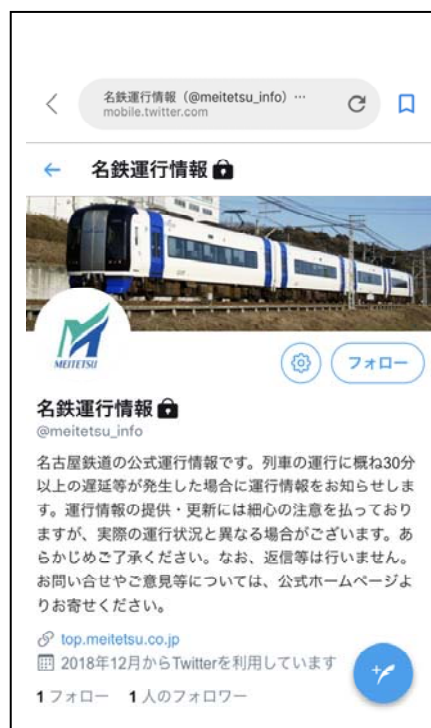 名鉄運行情報（@meitetsu_info）…
mobile.twitter.com
名鉄運行情報
MEITETSU
フォロー
名鉄運行情報
@meitetsu_info
名古屋鉄道の公式運行情報です。列車の運行に概ね30分
以上の遅延等が発生した場合に運行情報をお知らせしま
す。運行情報の提供・更新には細心の注意を払っており
ますが、実際の運行状況と異なる場合がございます。あ
らかじめご了承ください。なお、返信等は行いません。
お問い合せやご意見等については、公式ホームページよ
りお寄せください。
top.meitetsu.co.jp
2018年12月からTwitterを利用しています
1 フォロー 1 人のフォロワー